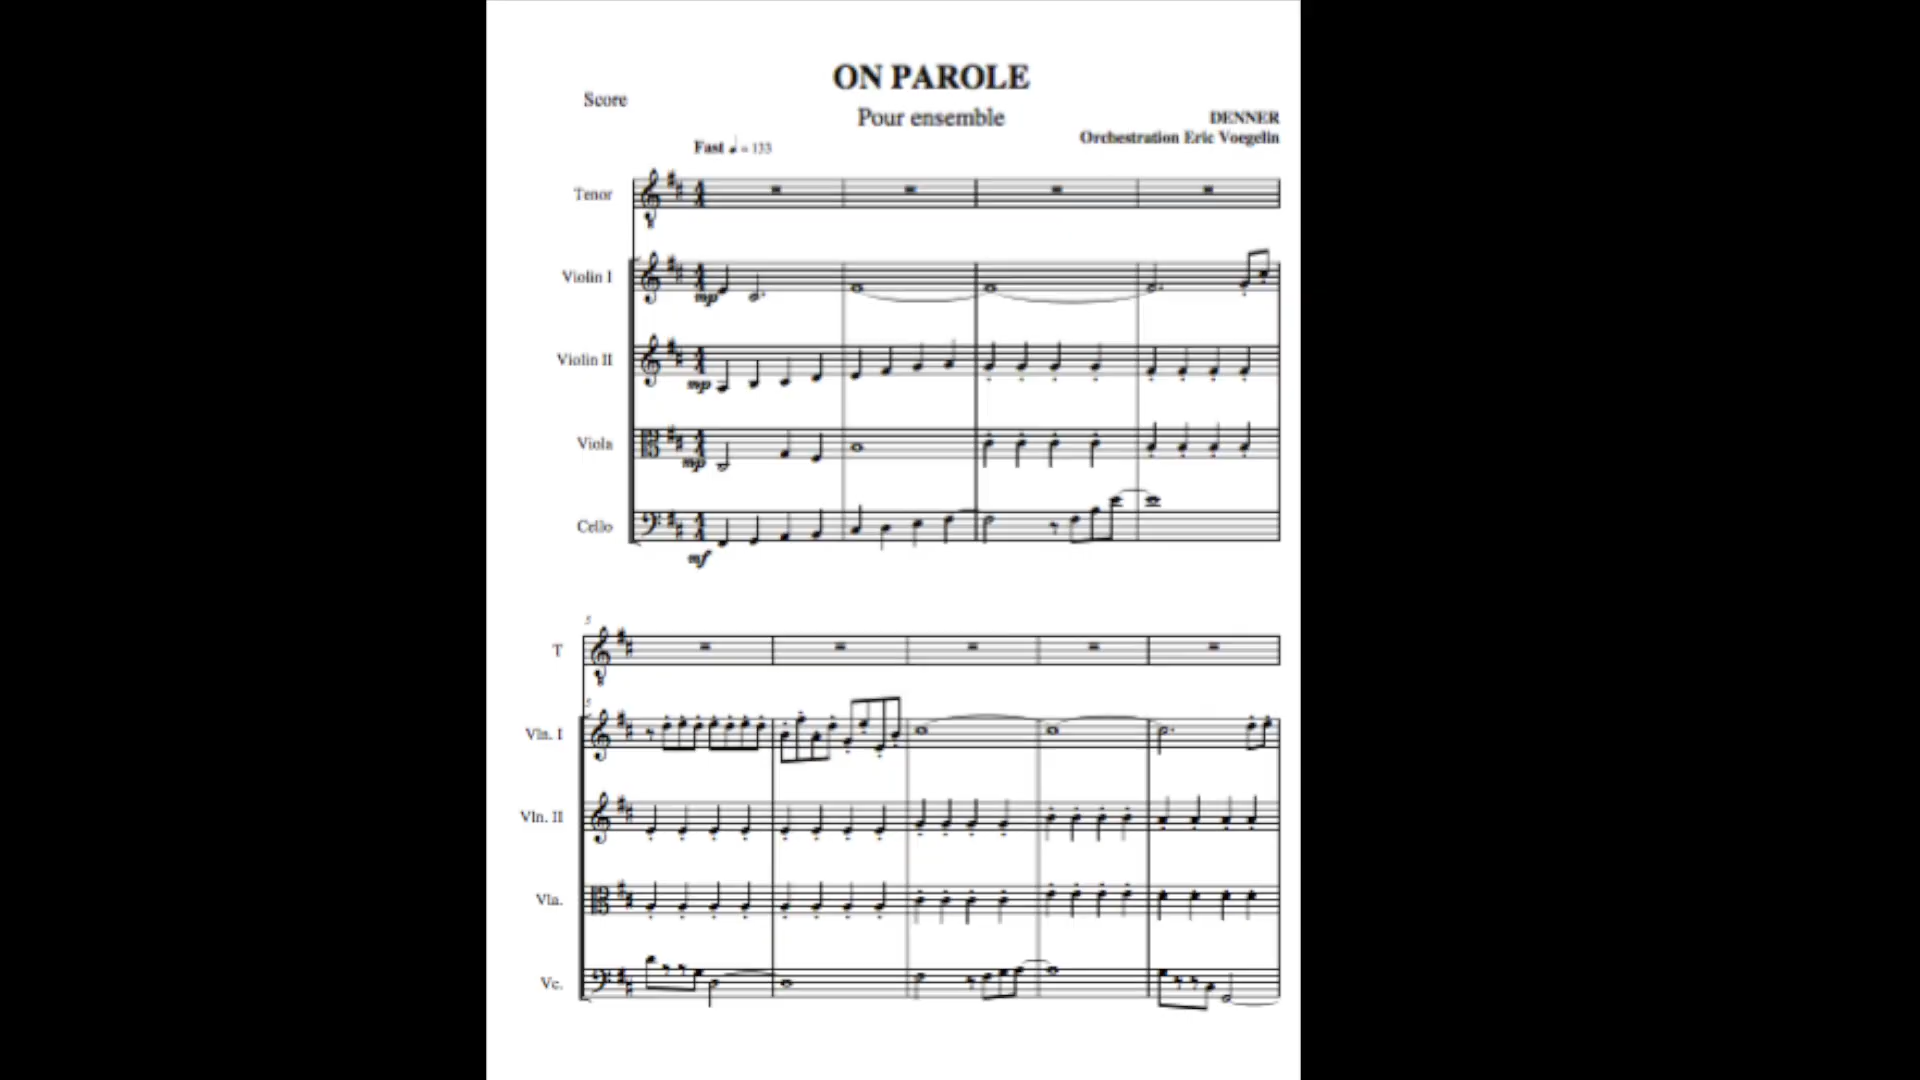 ON PAROLE
Score
Pour ensemble
DENNER
Orchestration Eric Voegelin
Fast ♩ = 133
Tenor
Violin I
mp
Violin II
mp
Viola
mp
Cello
mf
5
T
5
Vln. I
Vln. II
Vla.
Vc.